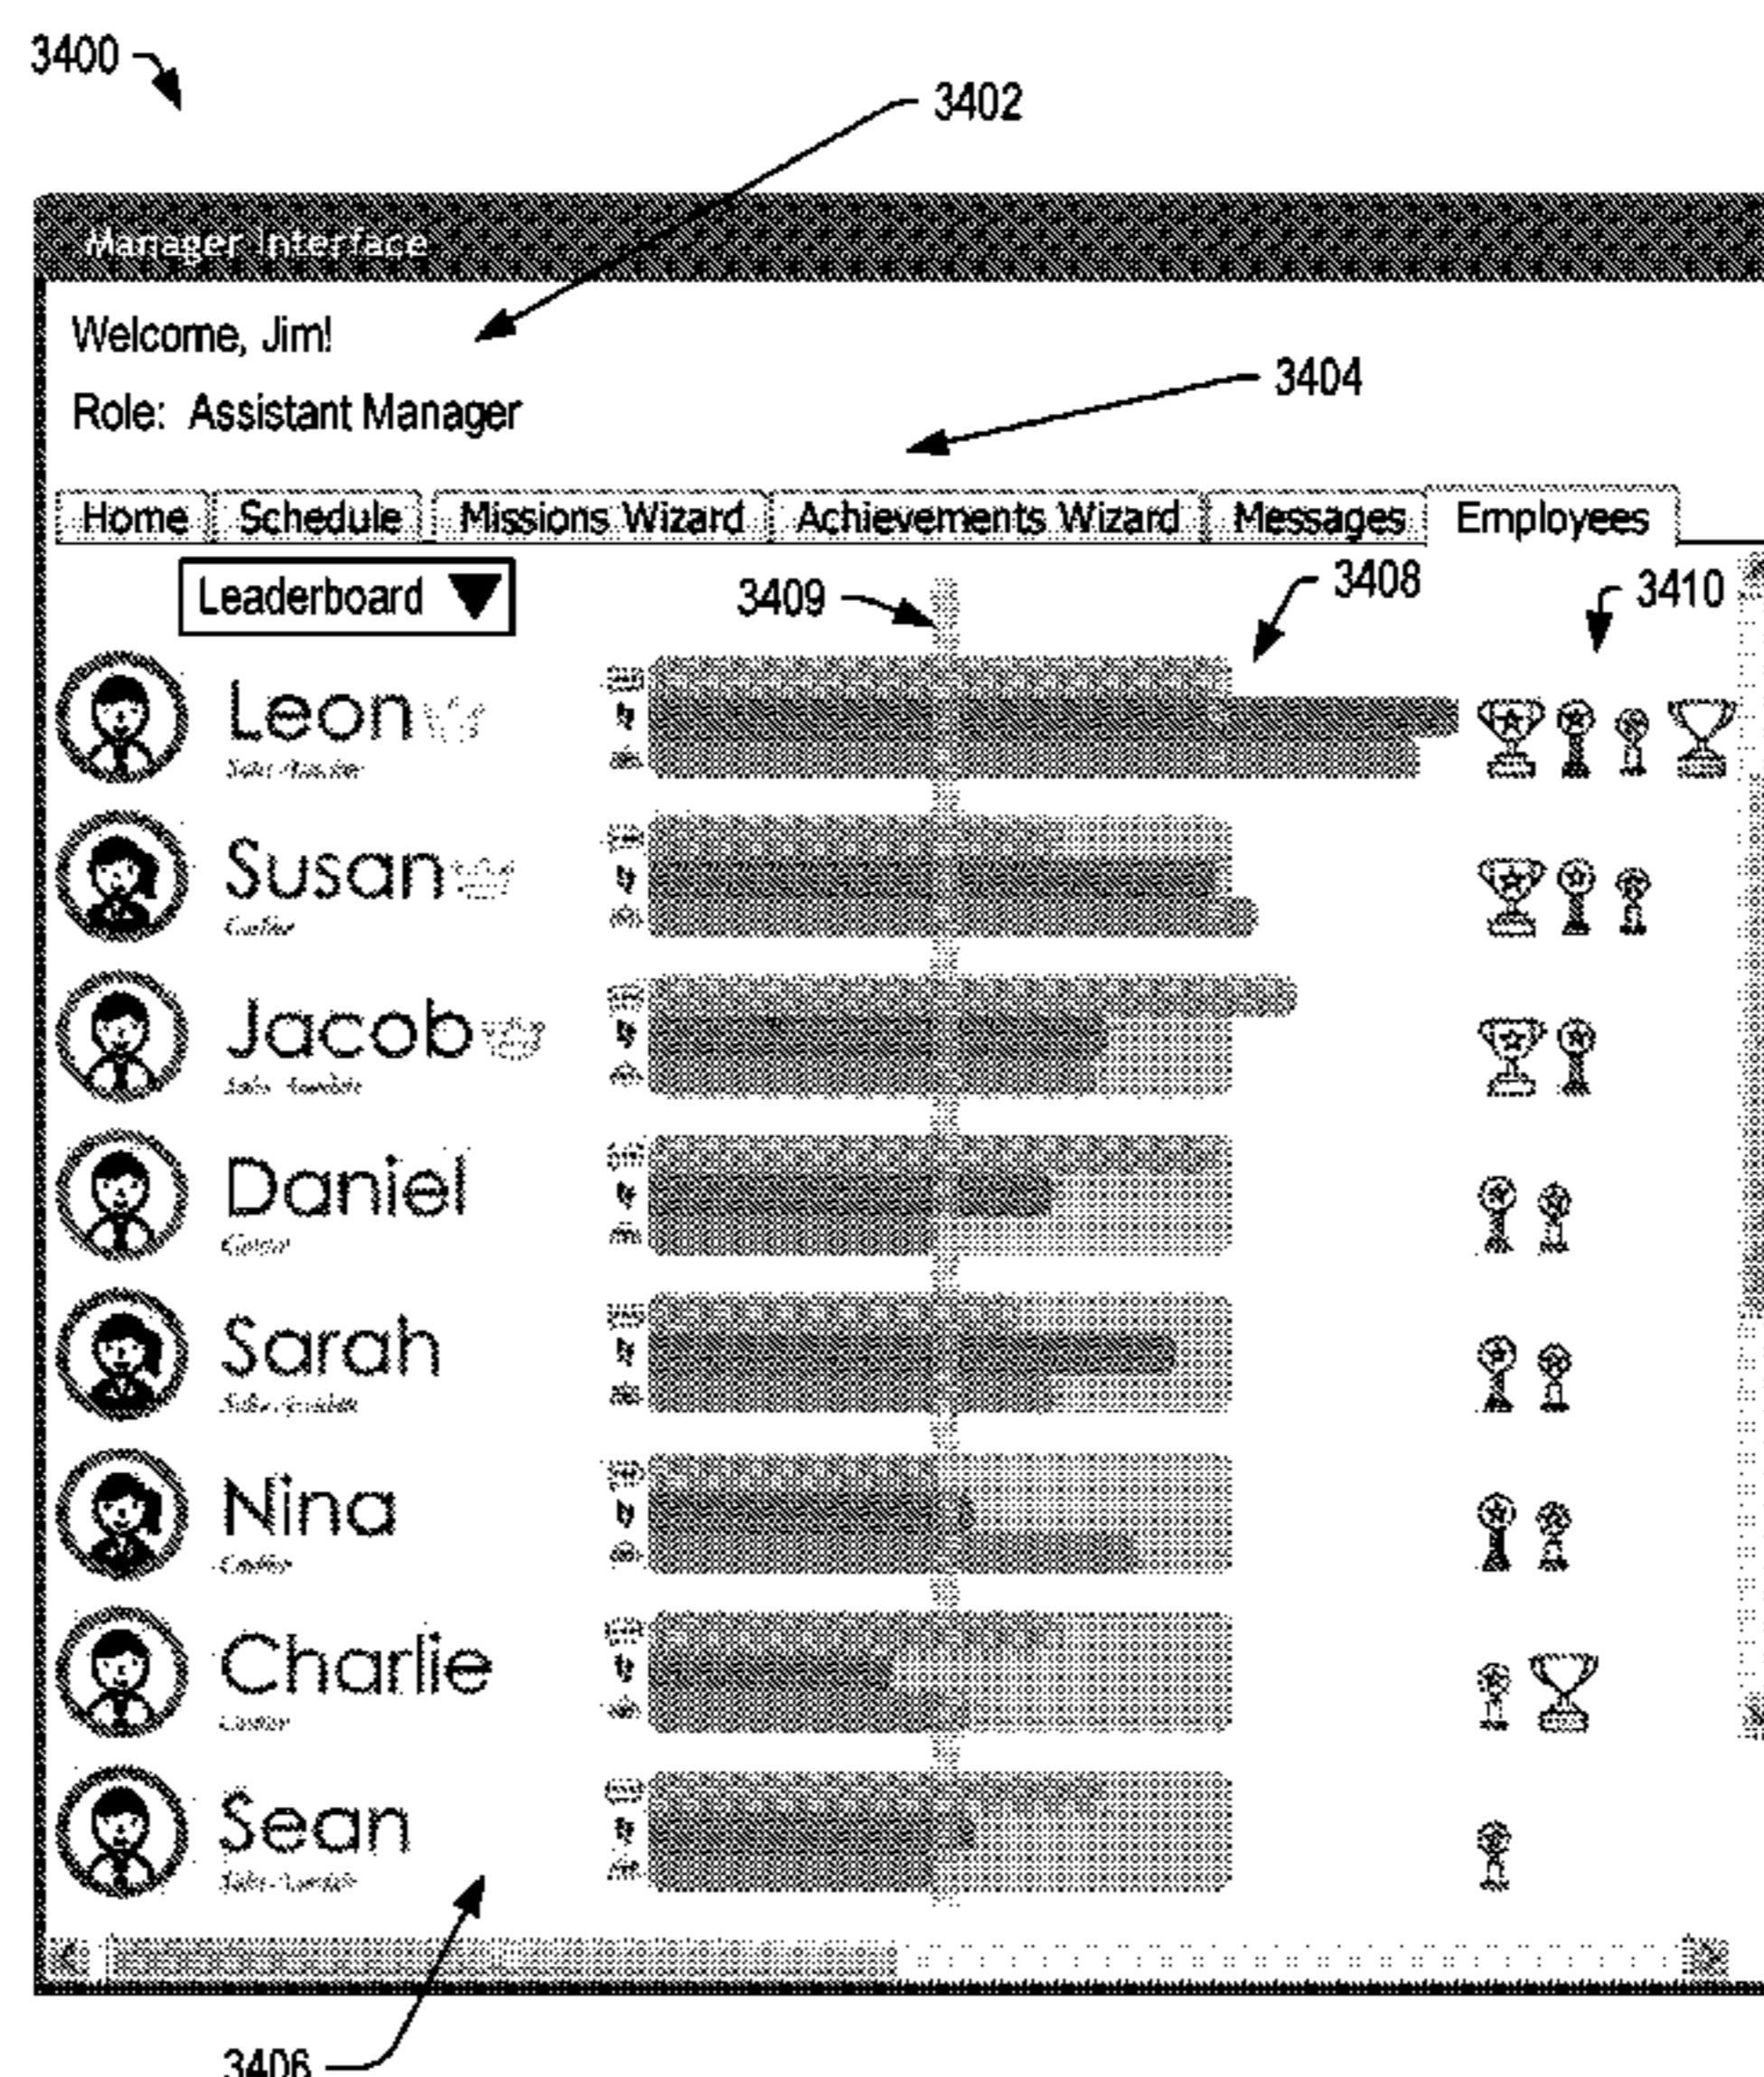 3400
3402
Manager Interface
Welcome, Jim!
3404
Role: Assistant Manager
Home Schedule Missions Wizard Achievements Wizard Messages Employees
Leaderboard 3409 3408 3410
Leon
Susan
Jacob
Daniel
Sarah
Nina
Charlie
Sean
3406